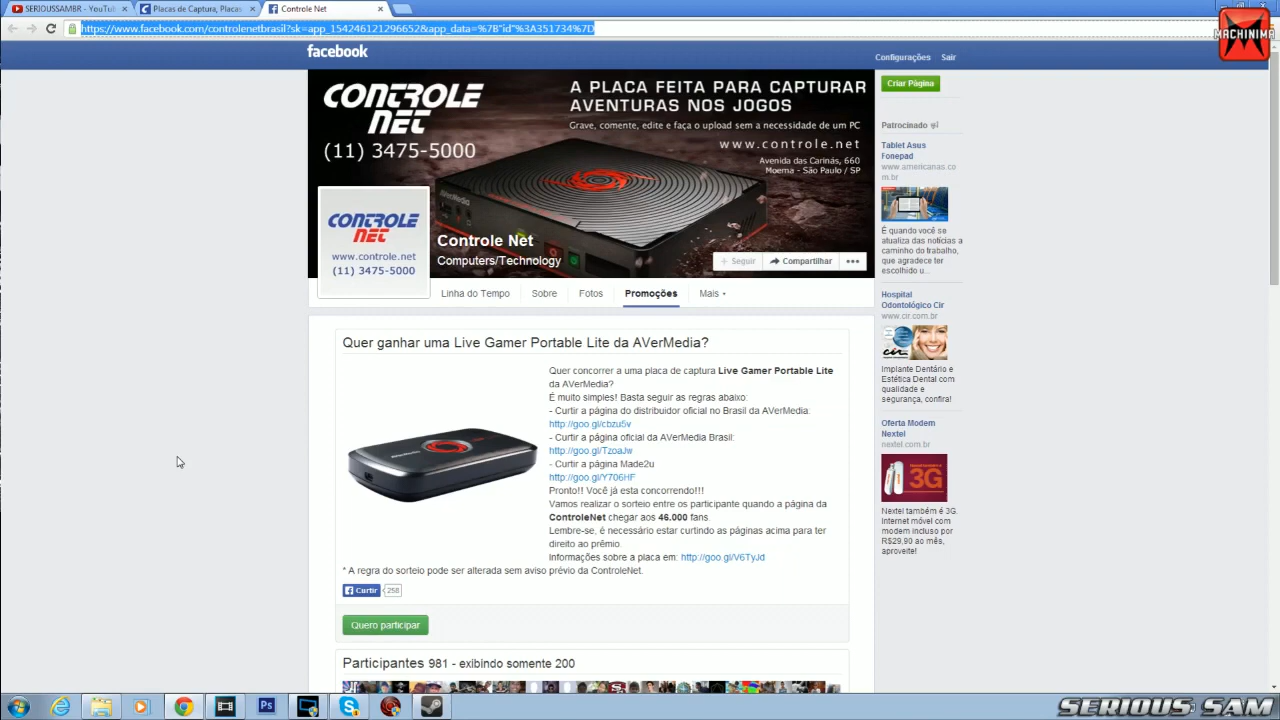 SERIOUSSAMBR - YouTu
Placas de Captura, Placas
Controle Net
https://www.facebook.com/controlenetbrasil?sk=app_154246121296652&app_data=%7B"id"%3A351734%7D
MACHINIMA
facebook
Configurações
Sair
CONTROLE
NET
(11) 3475-5000
A PLACA FEITA PARA CAPTURAR
AVENTURAS NOS JOGOS
Grave, comente, edite e faça o upload sem a necessidade de um PC
www.controle.net
Avenida das Carinás, 660
Moema - São Paulo / SP
CONTROLE
NET
www.controle.net
(11) 3475-5000
Controle Net
Computers/Technology
Seguir
Compartilhar
Linha do Tempo
Sobre
Fotos
Promoções
Mais
Criar Página
Patrocinado
Tablet Asus
Fonepad
www.americanas.co
m.br
É quando você se
atualiza das notícias a
caminho do trabalho,
que agradece ter
escolhido u...
Hospital
Odontológico Cir
www.cir.com.br
cir
Implante Dentário e
Estética Dental com
qualidade e
segurança, confira!
Oferta Modem
Nextel
nextel.com.br
3G
Nextel também é 3G.
Internet móvel com
modem incluso por
R$29,90 ao mês,
aproveite!
Quer ganhar uma Live Gamer Portable Lite da AVerMedia?
Quer concorrer a uma placa de captura Live Gamer Portable Lite
da AVerMedia?
É muito simples! Basta seguir as regras abaixo:
- Curtir a página do distribuidor oficial no Brasil da AVerMedia:
http://goo.gl/cbzu5v
- Curtir a página oficial da AVerMedia Brasil:
http://goo.gl/TzoaJw
- Curtir a página Made2u
http://goo.gl/Y706HF
Pronto!! Você já esta concorrendo!!!
Vamos realizar o sorteio entre os participante quando a página da
ControleNet chegar aos 46.000 fans.
Lembre-se, é necessário estar curtindo as páginas acima para ter
direito ao prêmio
Informações sobre a placa em: http://goo.gl/V6TyJd
* A regra do sorteio pode ser alterada sem aviso prévio da ControleNet.
Curtir
258
Quero participar
Participantes 981 - exibindo somente 200
Ps
SERIOUS SAM